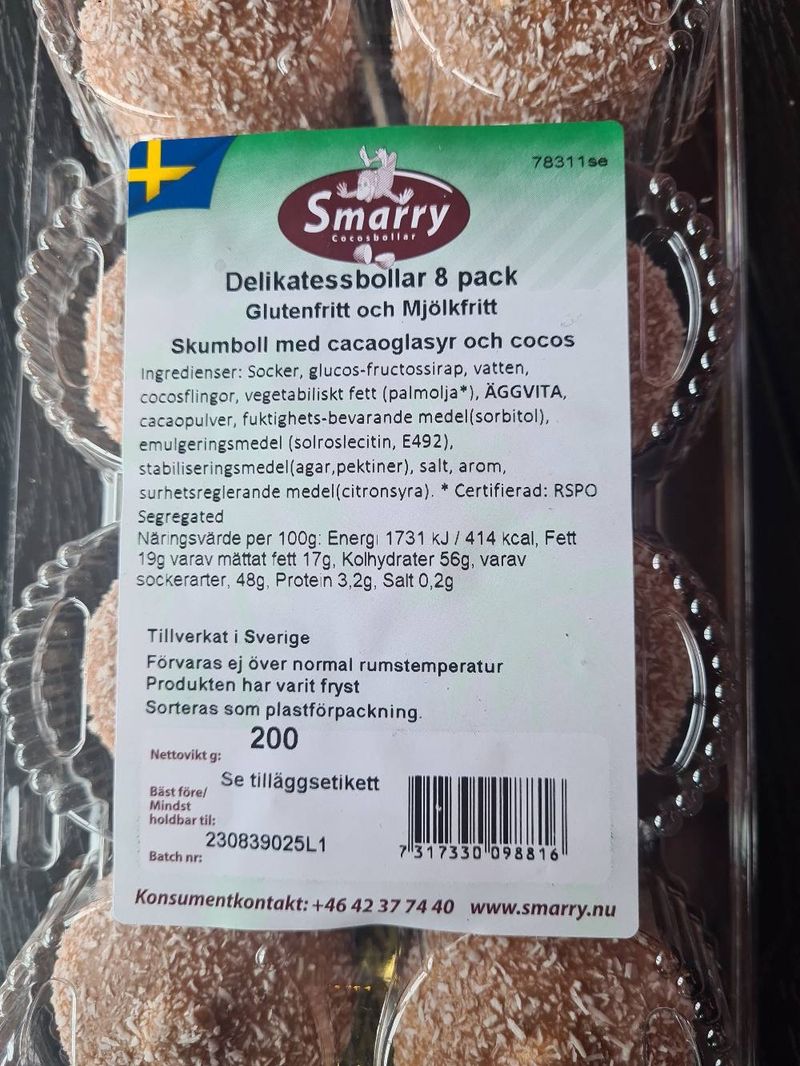 78311se
Smarry
Cocosbollar
Delikatessbollar 8 pack
Glutenfritt och Mjölkfritt
Skumboll med cacaoglasyr och cocos
Ingredienser: Socker, glucos-fructossirap, vatten,
cocosflingor, vegetabiliskt fett (palmolja*), ÄGGVITA,
cacaopulver, fuktighets-bevarande medel(sorbitol),
emulgeringsmedel (solroslecitin, E492),
stabiliseringsmedel(agar,pektiner), salt, arom,
surhetsreglerande medel(citronsyra). * Certifierad: RSPO
Segregated
Näringsvärde per 100g: Energi 1731 kJ / 414 kcal, Fett
19g varav mättat fett 17g, Kolhydrater 56g, varav
sockerarter, 48g, Protein 3,2g, Salt 0,2g
Tillverkat i Sverige
Förvaras ej över normal rumstemperatur
Produkten har varit fryst
Sorteras som plastförpackning.
Nettovikt g: 200
Bäst före/ Se tilläggsetikett
Mindst
holdbar til:
Batch nr: 230839025L1
7 317330 098816
Konsumentkontakt: +46 42 37 74 40 www.smarry.nu